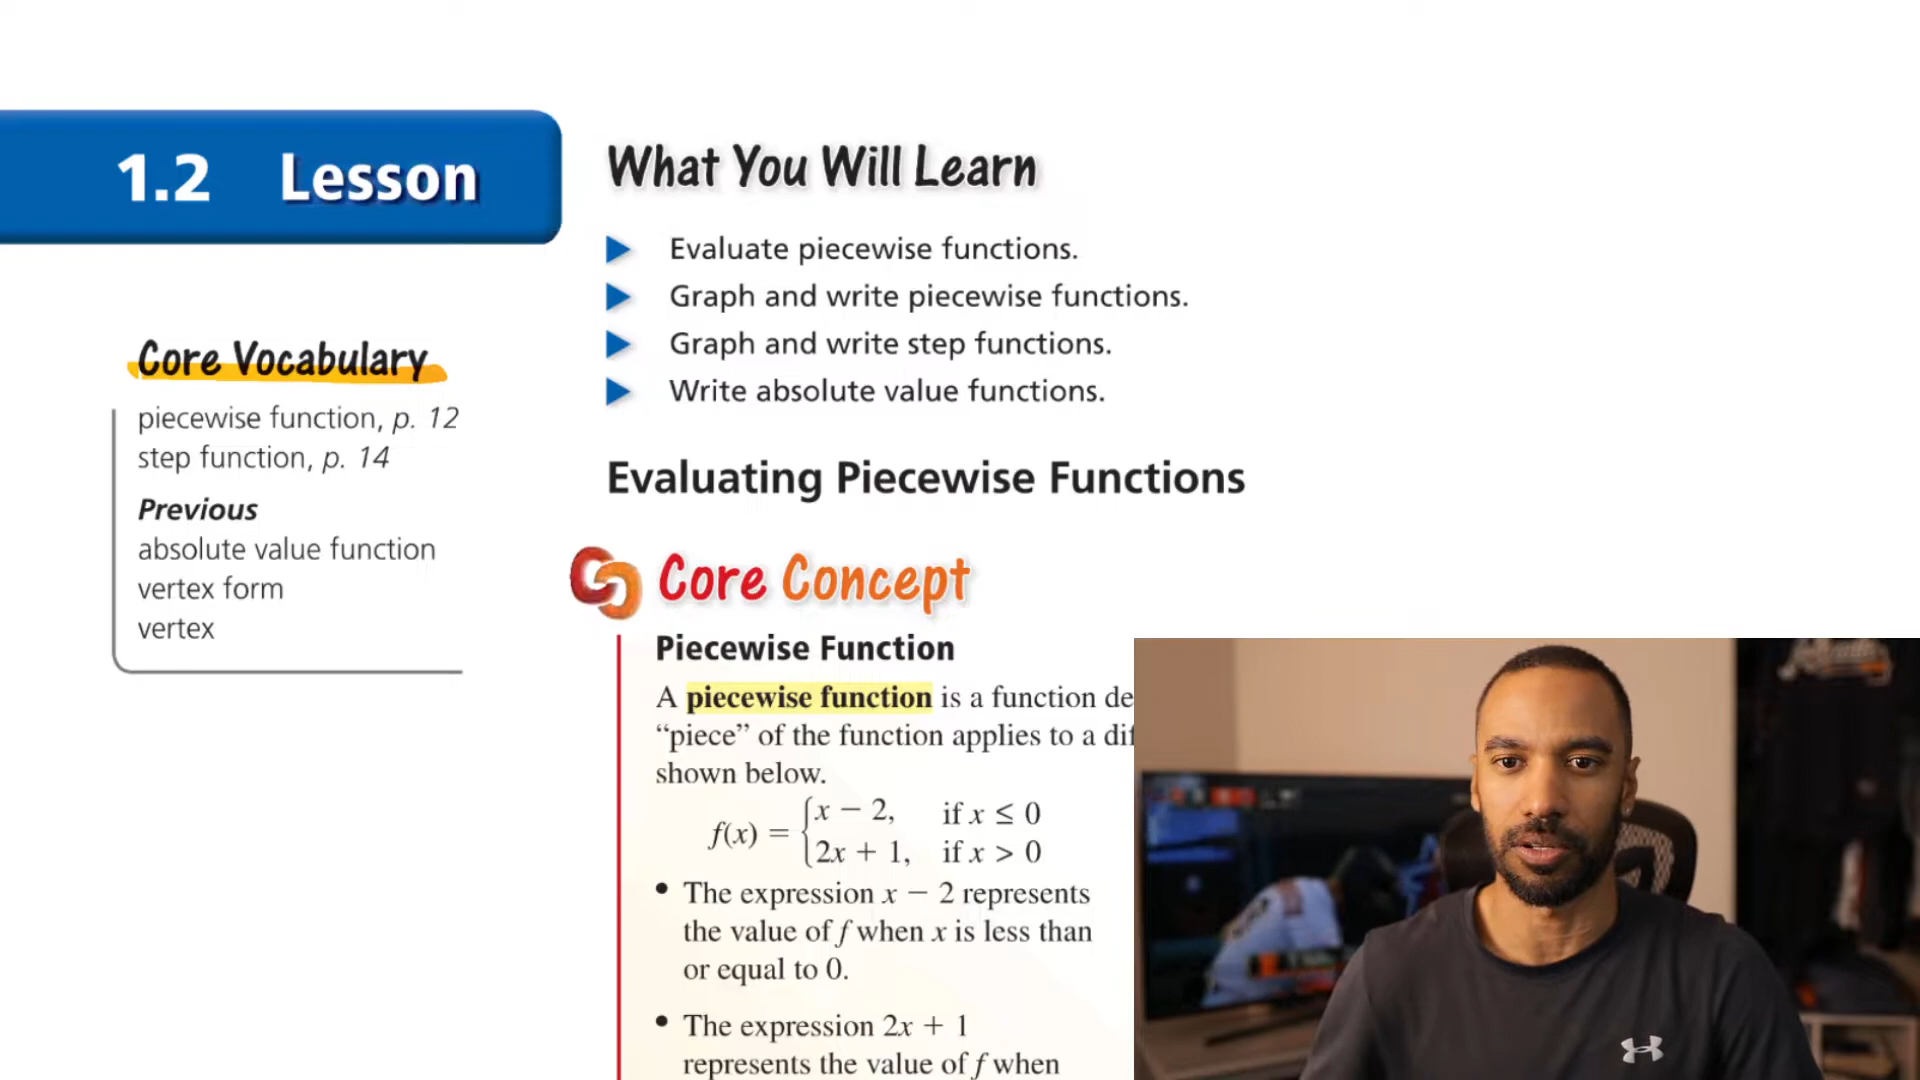 1.2 Lesson
What You Will Learn
Evaluate piecewise functions.
Graph and write piecewise functions.
Graph and write step functions.
Write absolute value functions.
Core Vocabulary
piecewise function, p. 12
step function, p. 14
Previous
absolute value function
vertex form
vertex
Evaluating Piecewise Functions
Core Concept
Piecewise Function
A piecewise function is a function de
“piece” of the function applies to a
shown below.
f(x) = { x − 2, if x ≤ 0
2x + 1, if x > 0
• The expression x − 2 represents
the value of f when x is less than
or equal to 0.
• The expression 2x + 1
represents the value of f when